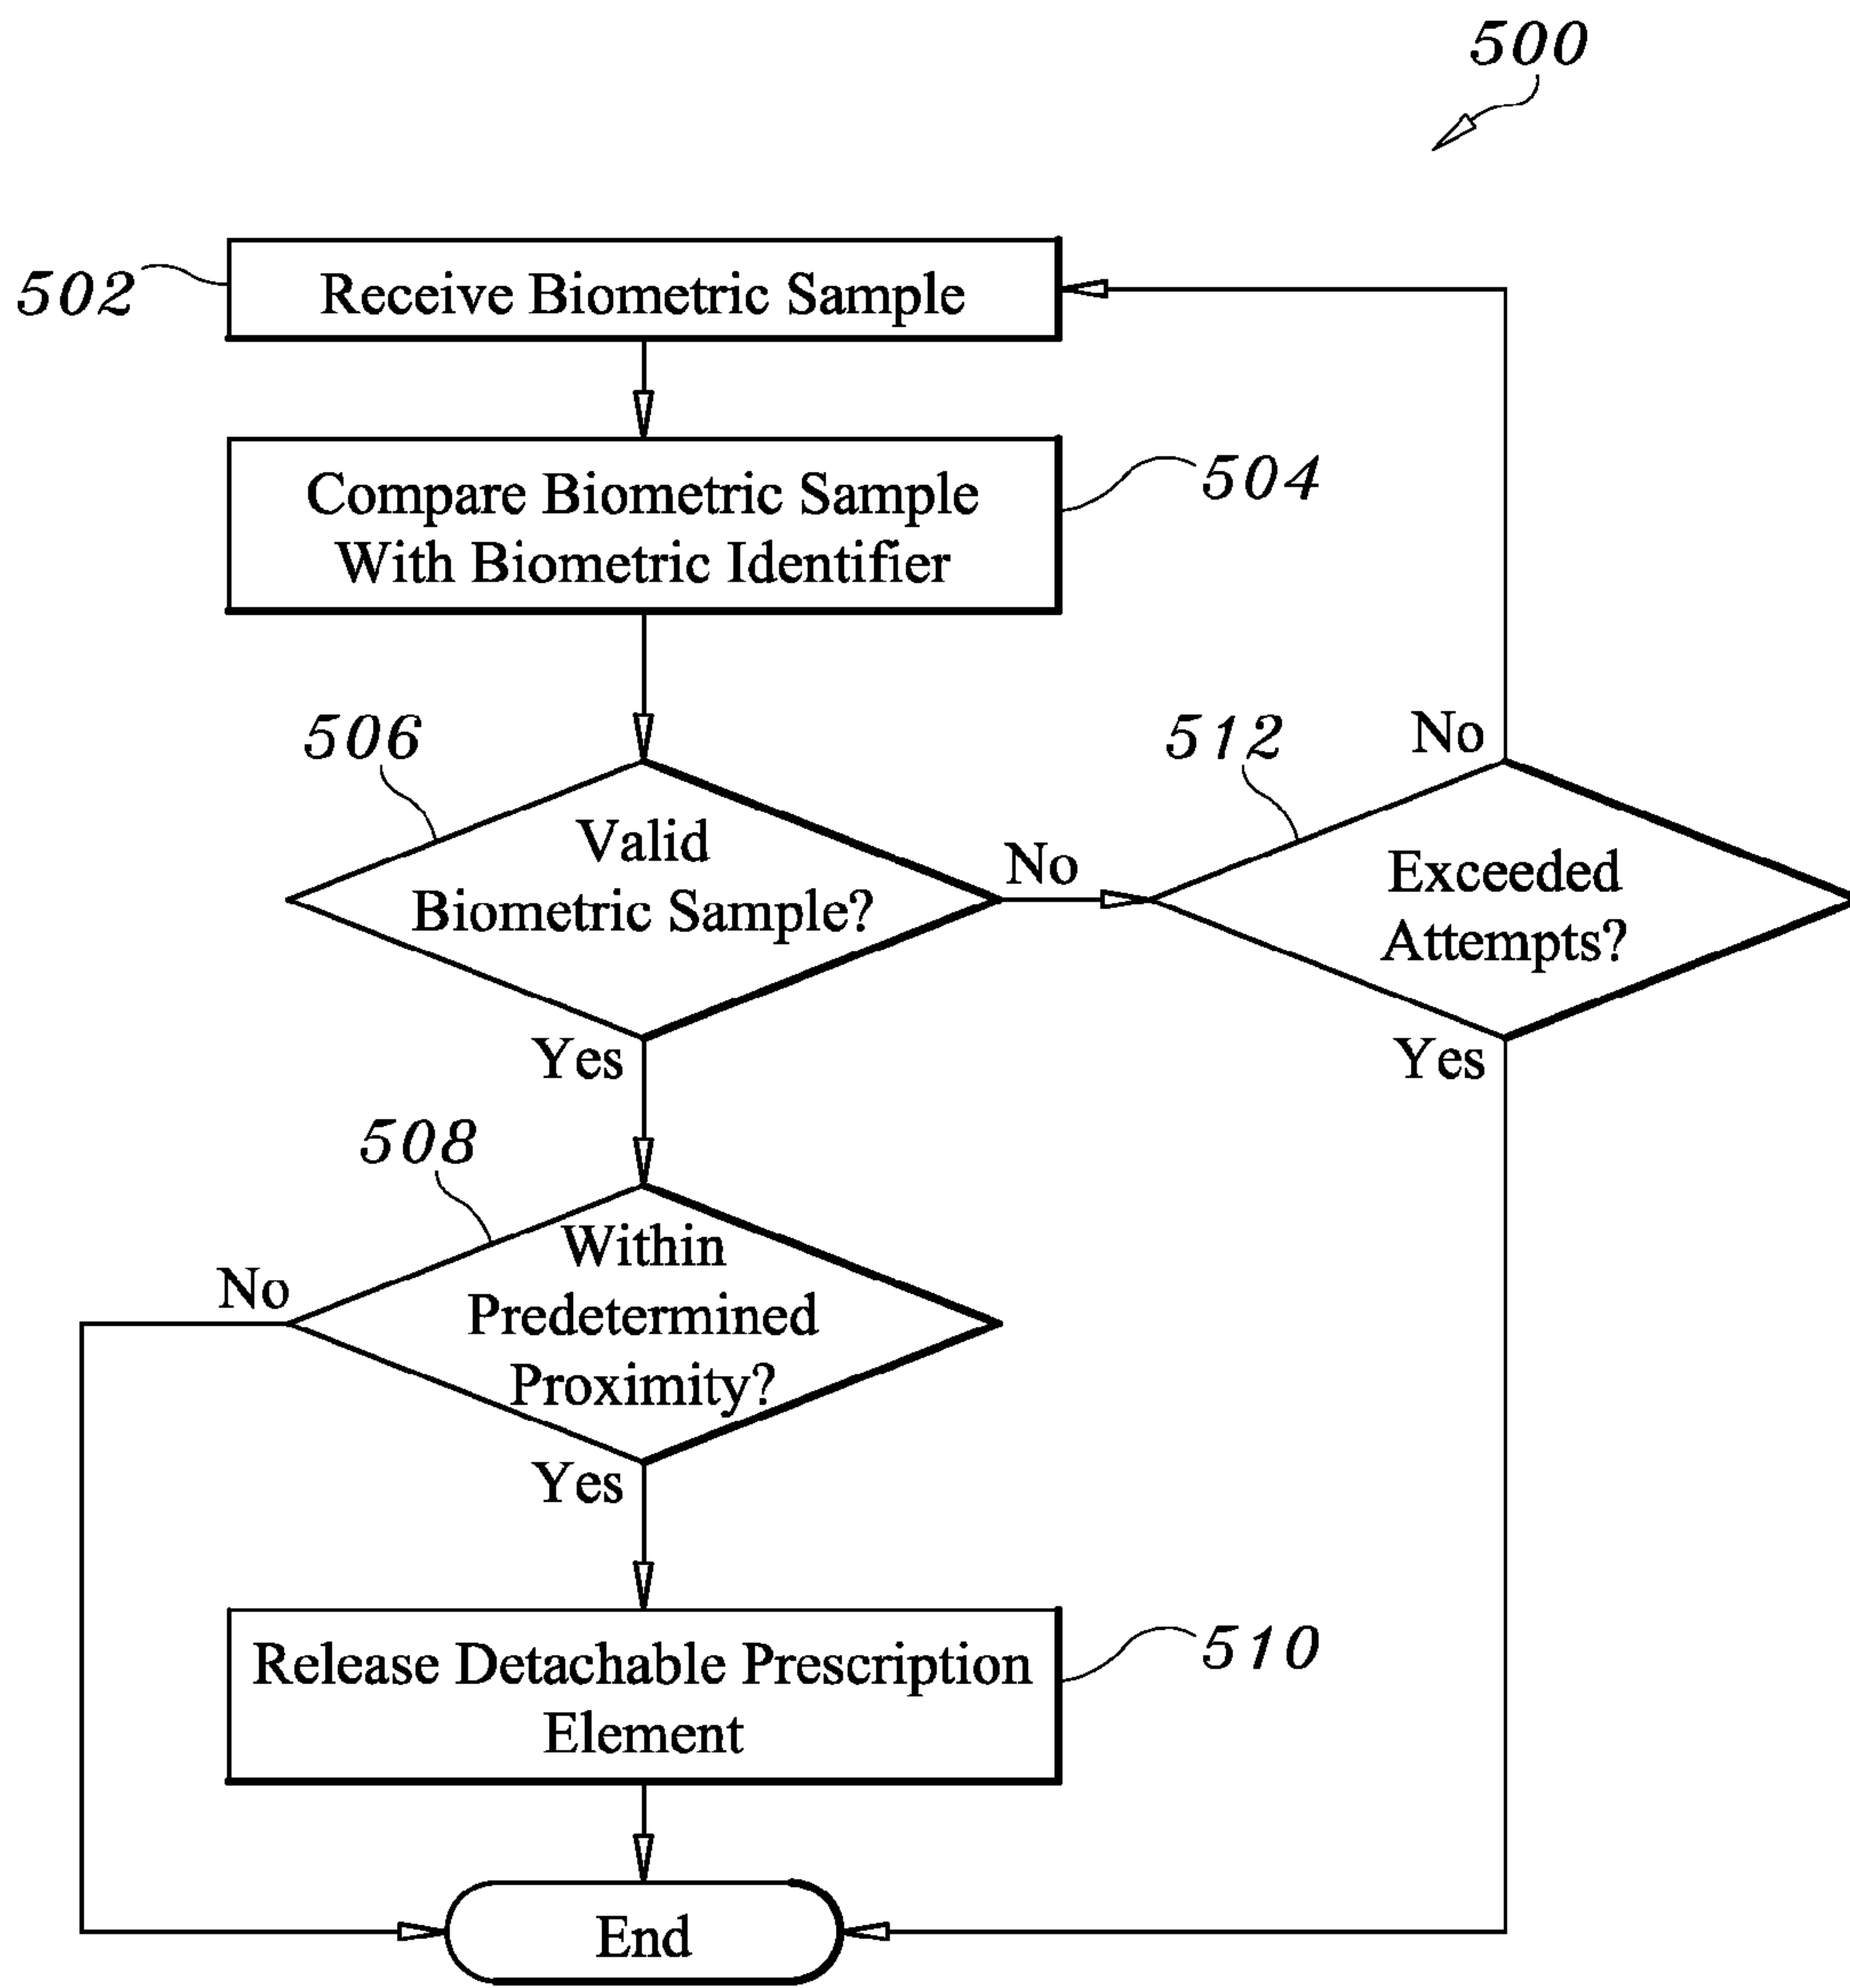 500
502
Receive Biometric Sample
Compare Biometric Sample
With Biometric Identifier
504
506
Valid
Biometric Sample?
No
512
No
Exceeded
Attempts?
Yes
Yes
508
Within
Predetermined
Proximity?
No
Yes
Release Detachable Prescription
Element
510
End